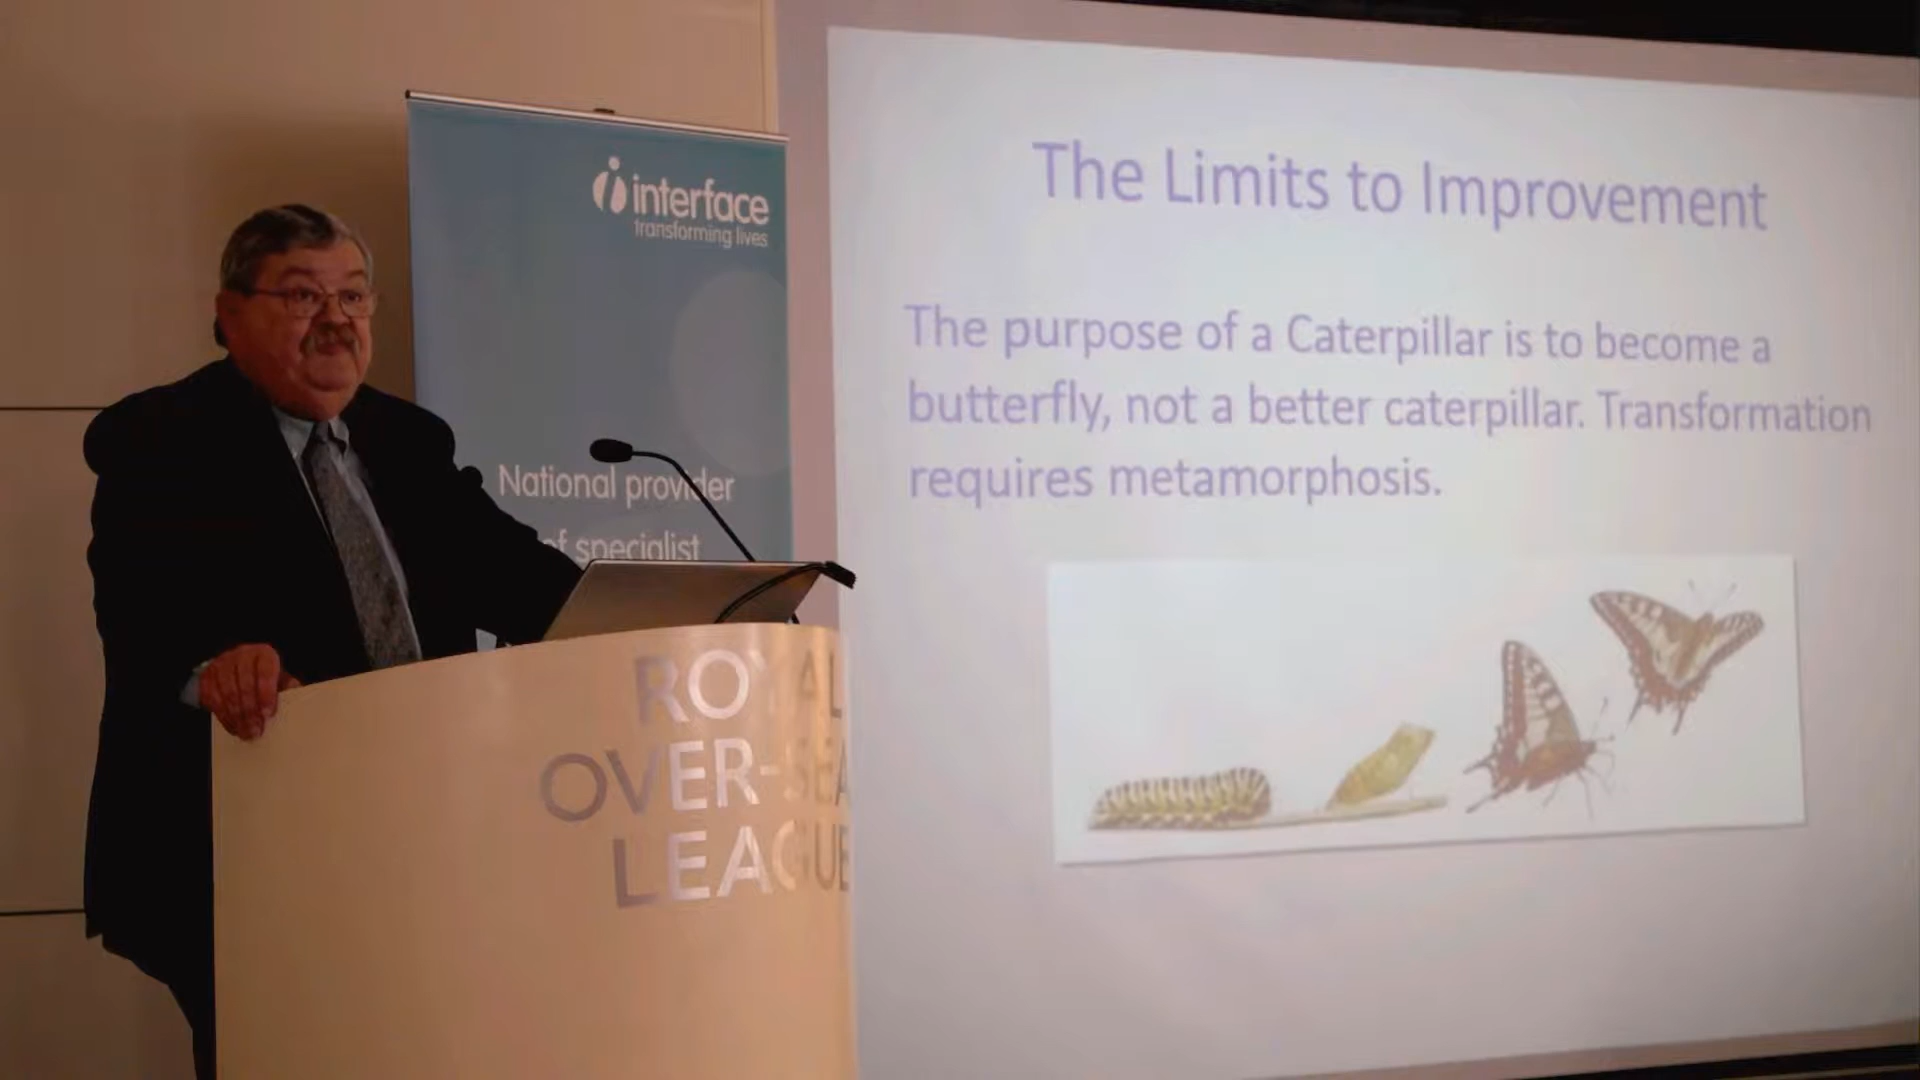 interface
transforming lives
National provider
of specialist
ROYAL
OVER-SEA
LEAGUE
The Limits to Improvement
The purpose of a Caterpillar is to become a
butterfly, not a better caterpillar. Transformation
requires metamorphosis.